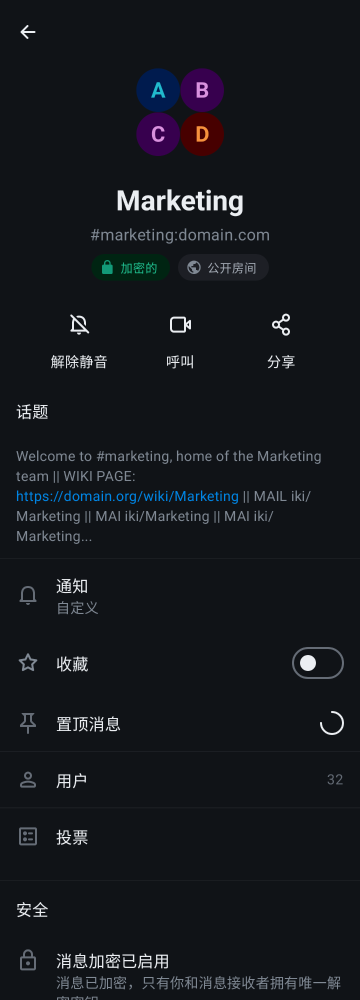 A B
C D
Marketing
#marketing:domain.com
加密的 公开房间
解除静音 呼叫 分享
话题
Welcome to #marketing, home of the Marketing
team || WIKI PAGE:
https://domain.org/wiki/Marketing || MAIL iki/
Marketing || MAI iki/Marketing || MAI iki/
Marketing...
通知
自定义
收藏
置顶消息
用户 32
投票
安全
消息加密已启用
消息已加密，只有你和消息接收者拥有唯一解